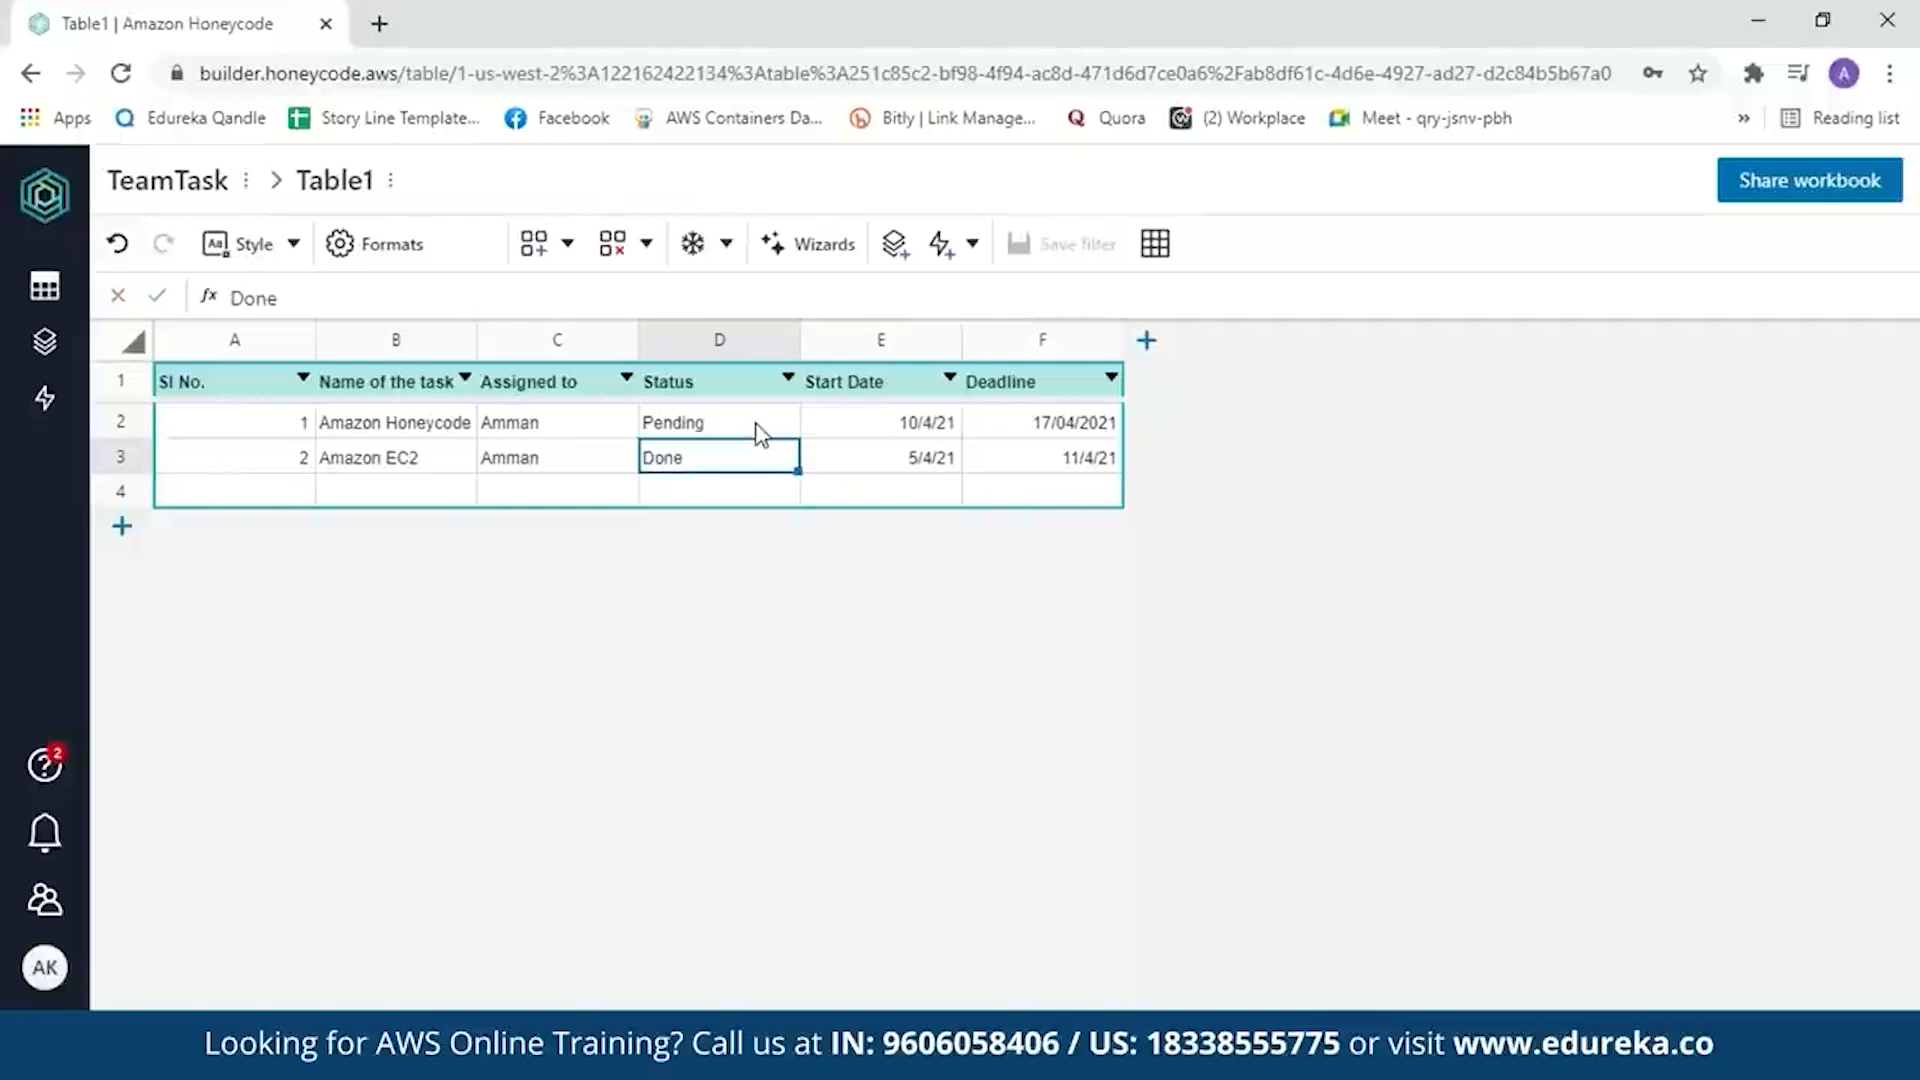 Table1 | Amazon Honeycode
builder.honeycode.aws/table/1-us-west-2%3A122162422134%3Atable%3A251c85c2-bf98-4f94-ac8d-471d6d7ce0a6%2Fab8df61c-4d6e-4927-ad27-d2c84b5b67a0
A
Apps Edureka Qandle Story Line Template... Facebook AWS Containers Da... Bitly | Link Manage... Quora (2) Workplace Meet - qry-jsnv-pbh » Reading list
TeamTask > Table1 Share workbook
Aa Style Formats Wizards Save filter
fx Done
A B C D E F
1 Sl No. Name of the task Assigned to Status Start Date Deadline
2 1 Amazon Honeycode Amman Pending 10/4/21 17/04/2021
3 2 Amazon EC2 Amman Done 5/4/21 11/4/21
4
2
AK
Looking for AWS Online Training? Call us at IN: 9606058406 / US: 18338555775 or visit www.edureka.co